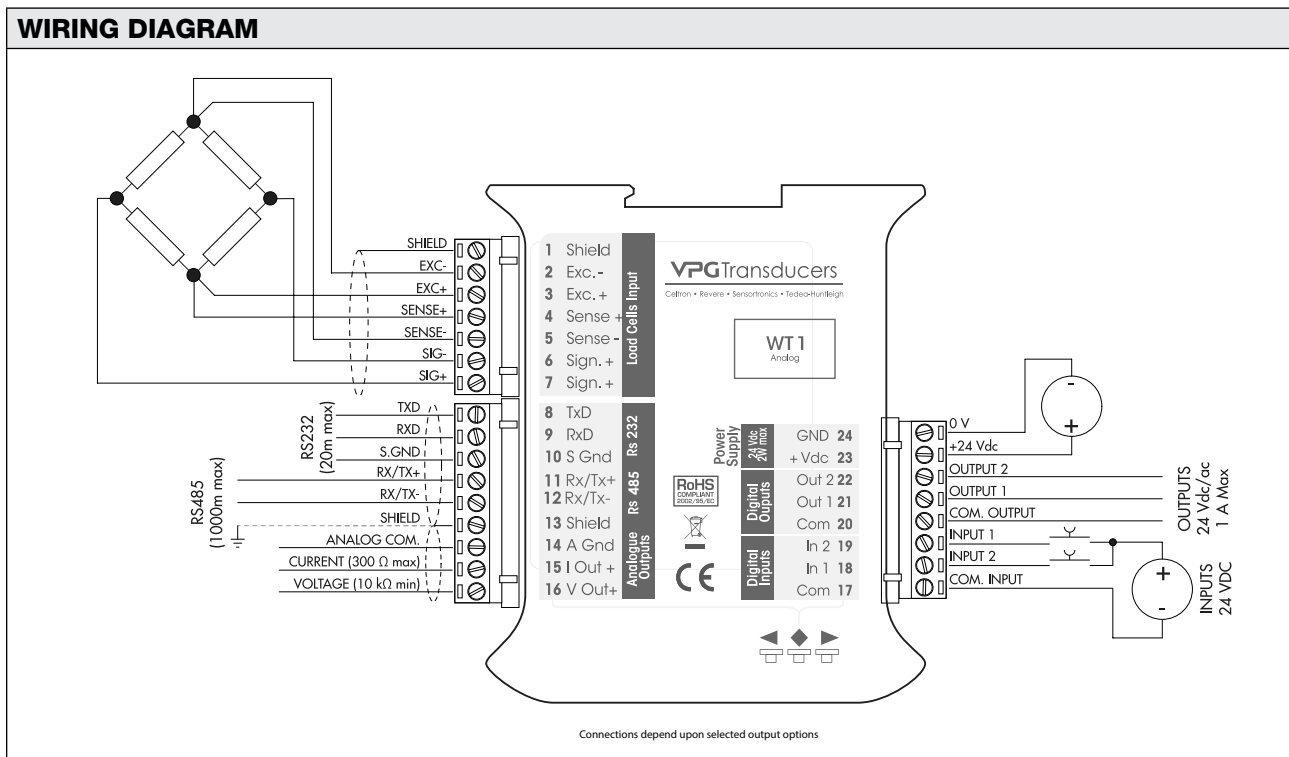 WIRING DIAGRAM
SHIELD
EXC-
EXC+
SENSE+
SENSE-
SIG-
SIG+
TXD
RXD
S.GND
RX/TX+
RX/TX-
SHIELD
ANALOG COM.
CURRENT (300 Ω max)
VOLTAGE (10 kΩ min)
RS232
(20m max)
RS485
(1000m max)
1 Shield
2 Exc.-
3 Exc. +
4 Sense +
5 Sense -
6 Sign. +
7 Sign. +
Load Cells Input
8 TxD
9 RxD
10 S Gnd
Rs 232
11 Rx/Tx+
12 Rx/Tx-
13 Shield
Rs 485
14 A Gnd
15 I Out +
16 V Out+
Analogue
Outputs
VPGTransducers
Celtron • Revere • Sensortronics • Tedea-Huntleigh
WT 1
Analog
RoHS
COMPLIANT
2002/95/EC
CE
Power
Supply
24 Vdc
2W max
GND 24
+ Vdc 23
Digital
Ouputs
Out 2 22
Out 1 21
Com 20
Digital
Inputs
In 2 19
In 1 18
Com 17
-
+
0 V
+24 Vdc
OUTPUT 2
OUTPUT 1
COM. OUTPUT
INPUT 1
INPUT 2
COM. INPUT
OUTPUTS
24 Vdc/ac
1 A Max
+
-
INPUTS
24 VDC
Connections depend upon selected output options